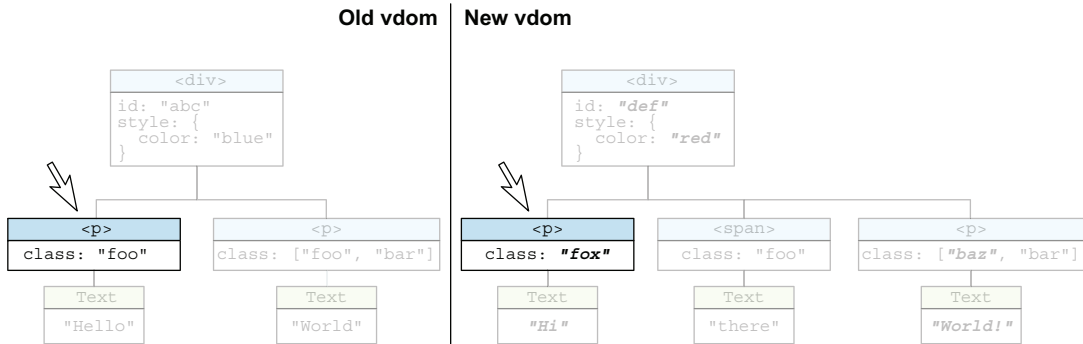 Old vdom
New vdom
<div>
id: "abc"
style: {
color: "blue"
}
<p>
class: "foo"
<p>
class: ["foo", "bar"]
Text
"Hello"
Text
"World"
<div>
id: "def"
style: {
color: "red"
}
<p>
class: "fox"
<span>
class: "foo"
<p>
class: ["baz", "bar"]
Text
"Hi"
Text
"there"
Text
"World!"